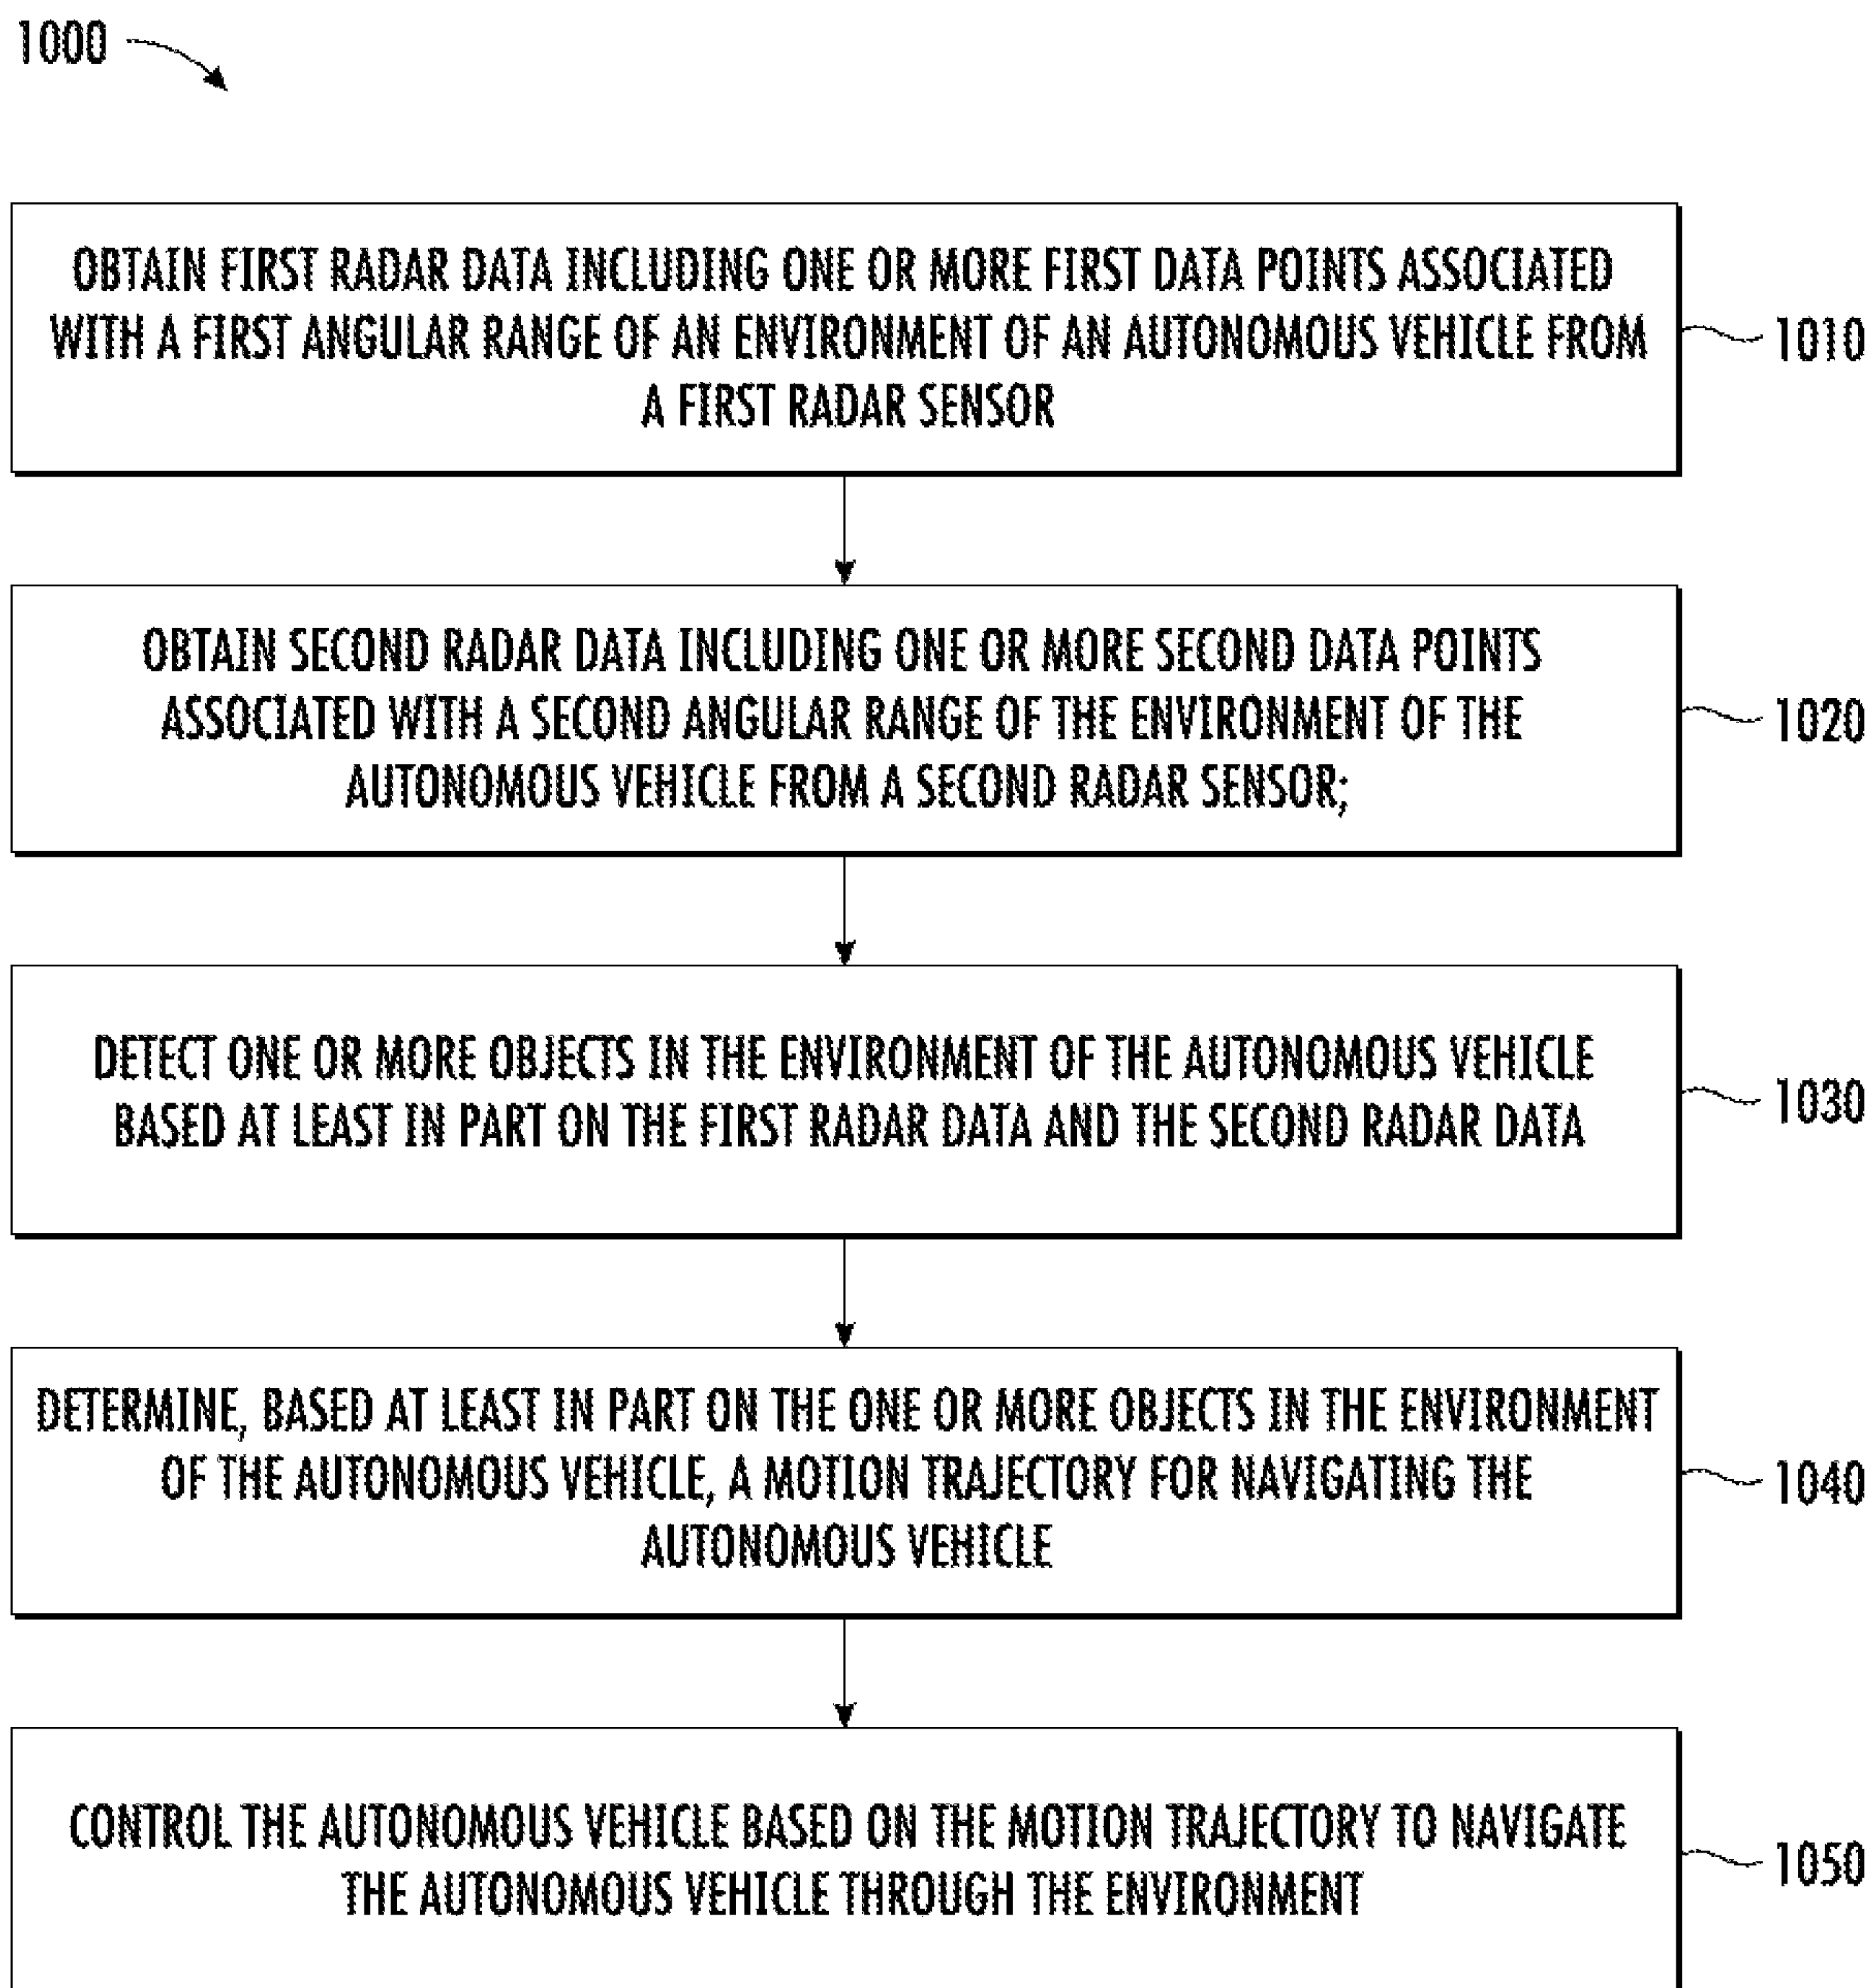 1000
OBTAIN FIRST RADAR DATA INCLUDING ONE OR MORE FIRST DATA POINTS ASSOCIATED
WITH A FIRST ANGULAR RANGE OF AN ENVIRONMENT OF AN AUTONOMOUS VEHICLE FROM
A FIRST RADAR SENSOR
1010
OBTAIN SECOND RADAR DATA INCLUDING ONE OR MORE SECOND DATA POINTS
ASSOCIATED WITH A SECOND ANGULAR RANGE OF THE ENVIRONMENT OF THE
AUTONOMOUS VEHICLE FROM A SECOND RADAR SENSOR;
1020
DETECT ONE OR MORE OBJECTS IN THE ENVIRONMENT OF THE AUTONOMOUS VEHICLE
BASED AT LEAST IN PART ON THE FIRST RADAR DATA AND THE SECOND RADAR DATA
1030
DETERMINE, BASED AT LEAST IN PART ON THE ONE OR MORE OBJECTS IN THE ENVIRONMENT
OF THE AUTONOMOUS VEHICLE, A MOTION TRAJECTORY FOR NAVIGATING THE
AUTONOMOUS VEHICLE
1040
CONTROL THE AUTONOMOUS VEHICLE BASED ON THE MOTION TRAJECTORY TO NAVIGATE
THE AUTONOMOUS VEHICLE THROUGH THE ENVIRONMENT
1050